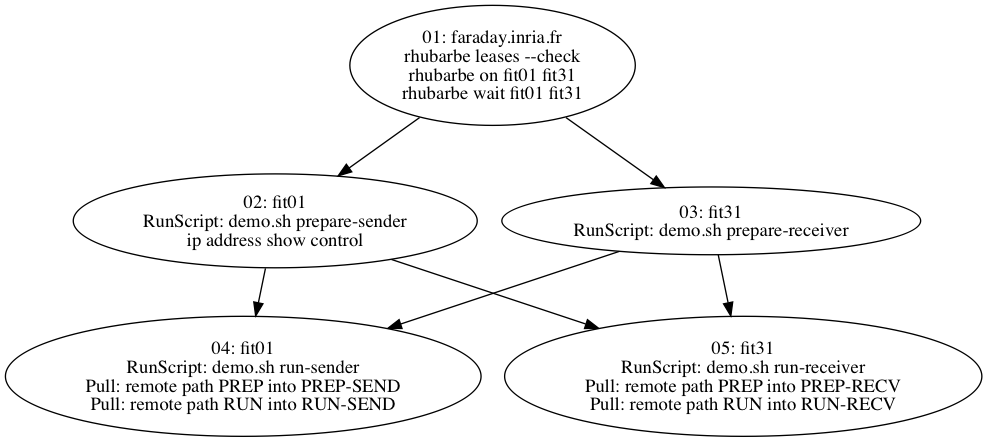 01: faraday.inria.fr
rhubarbe leases --check
rhubarbe on fit01 fit31
rhubarbe wait fit01 fit31
02: fit01
RunScript: demo.sh prepare-sender
ip address show control
03: fit31
RunScript: demo.sh prepare-receiver
04: fit01
RunScript: demo.sh run-sender
Pull: remote path PREP into PREP-SEND
Pull: remote path RUN into RUN-SEND
05: fit31
RunScript: demo.sh run-receiver
Pull: remote path PREP into PREP-RECV
Pull: remote path RUN into RUN-RECV